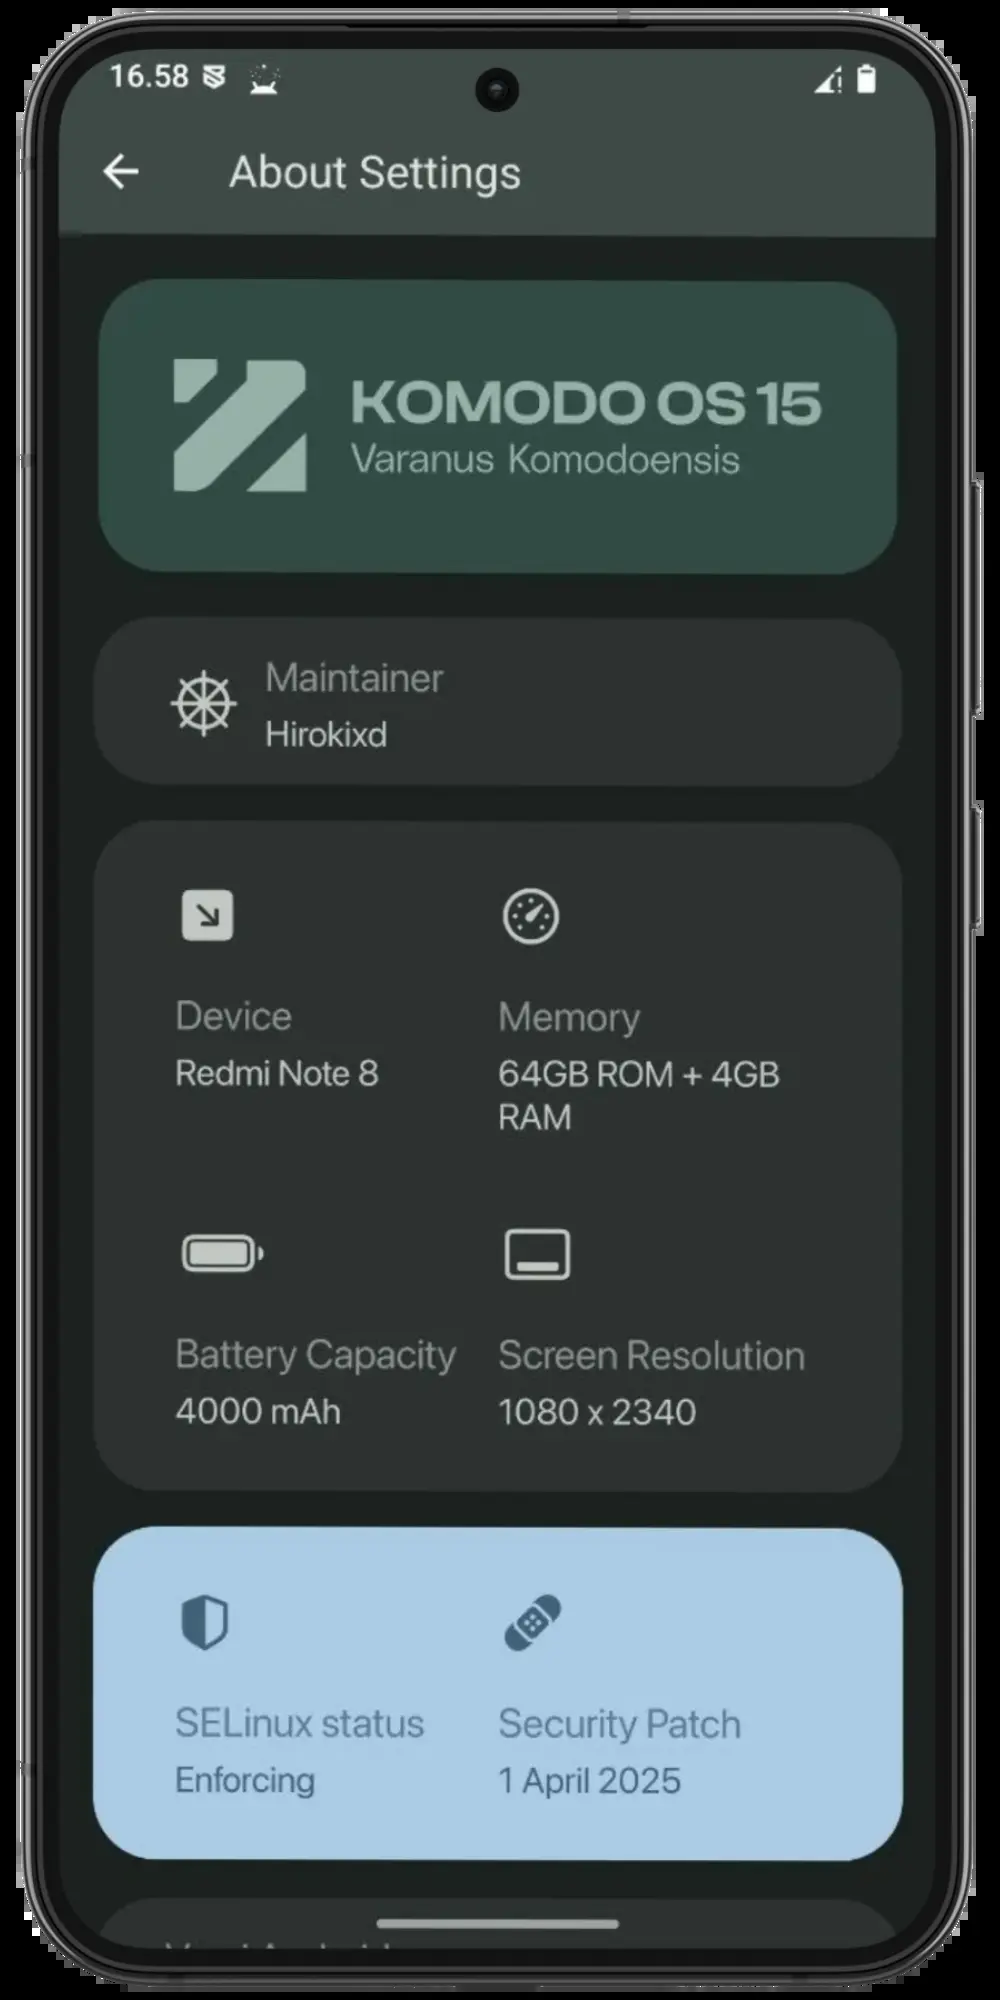 16.58
About Settings
KOMODO OS 15
Varanus Komodoensis
Maintainer
Hirokixd
Device
Redmi Note 8
Memory
64GB ROM + 4GB
RAM
Battery Capacity
4000 mAh
Screen Resolution
1080 x 2340
SELinux status
Enforcing
Security Patch
1 April 2025